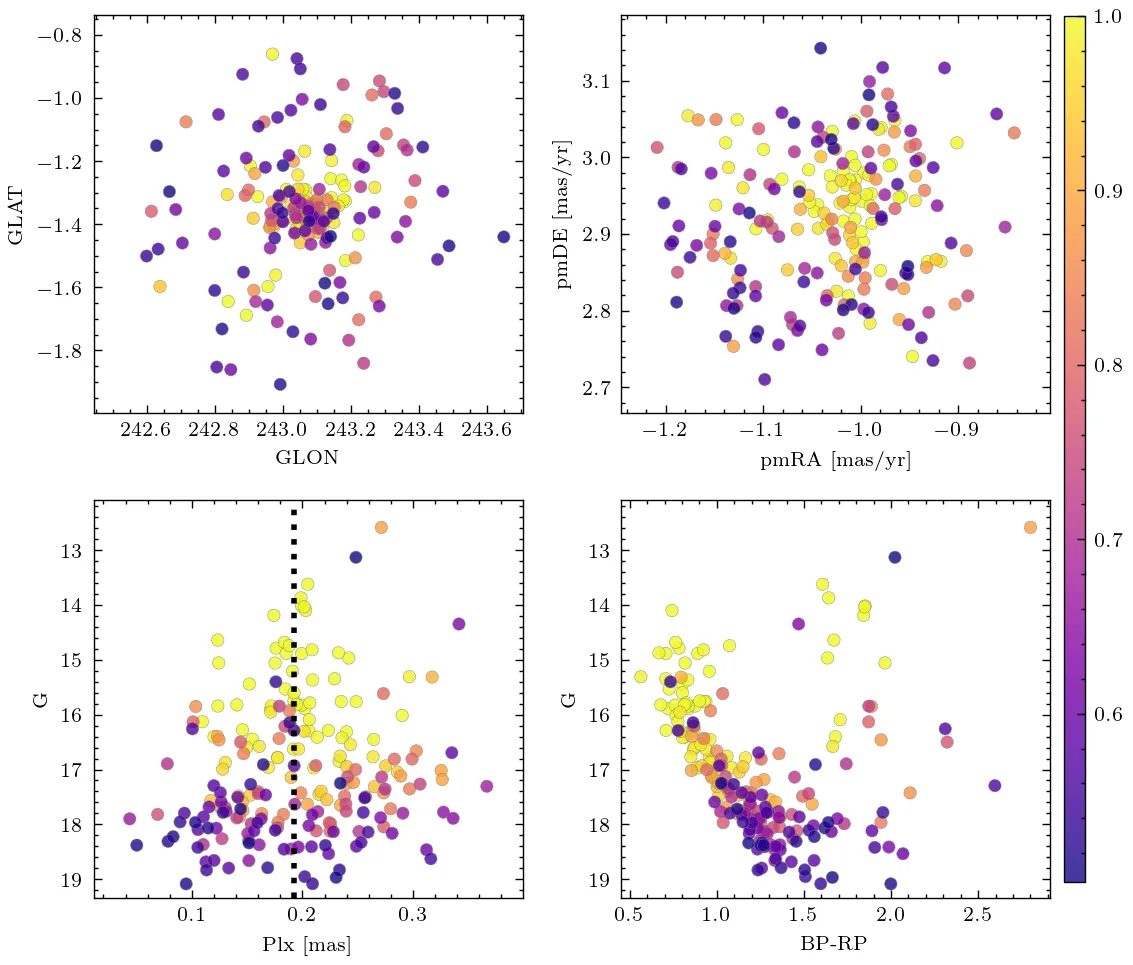 −0.8
−1.0
−1.2
−1.4
−1.6
−1.8
GLAT
242.6 242.8 243.0 243.2 243.4 243.6
GLON
3.1
3.0
2.9
2.8
2.7
pmDE [mas/yr]
−1.2 −1.1 −1.0 −0.9
pmRA [mas/yr]
1.0
0.9
0.8
0.7
0.6
13
14
15
16
17
18
19
G
0.1 0.2 0.3
Plx [mas]
13
14
15
16
17
18
19
G
0.5 1.0 1.5 2.0 2.5
BP-RP